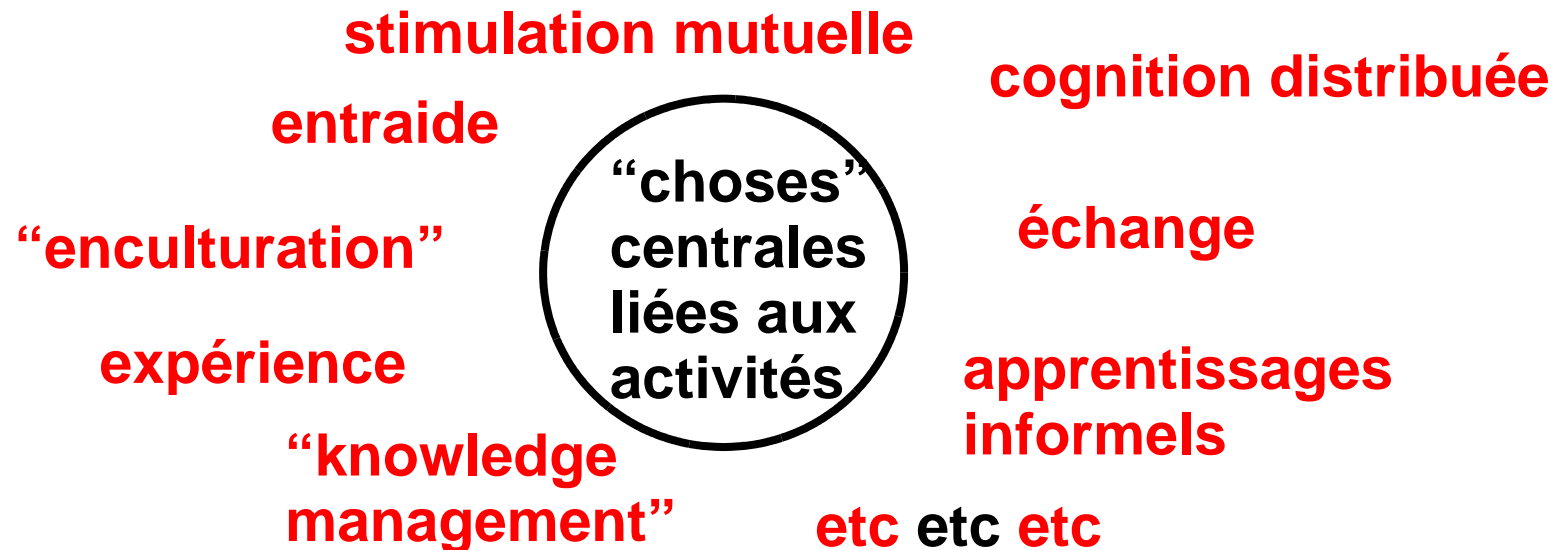 stimulation mutuelle
cognition distribuée
entraide
“choses”
centrales
liées aux
activités
“enculturation”
échange
expérience
apprentissages
informels
“knowledge
management”
etc etc etc